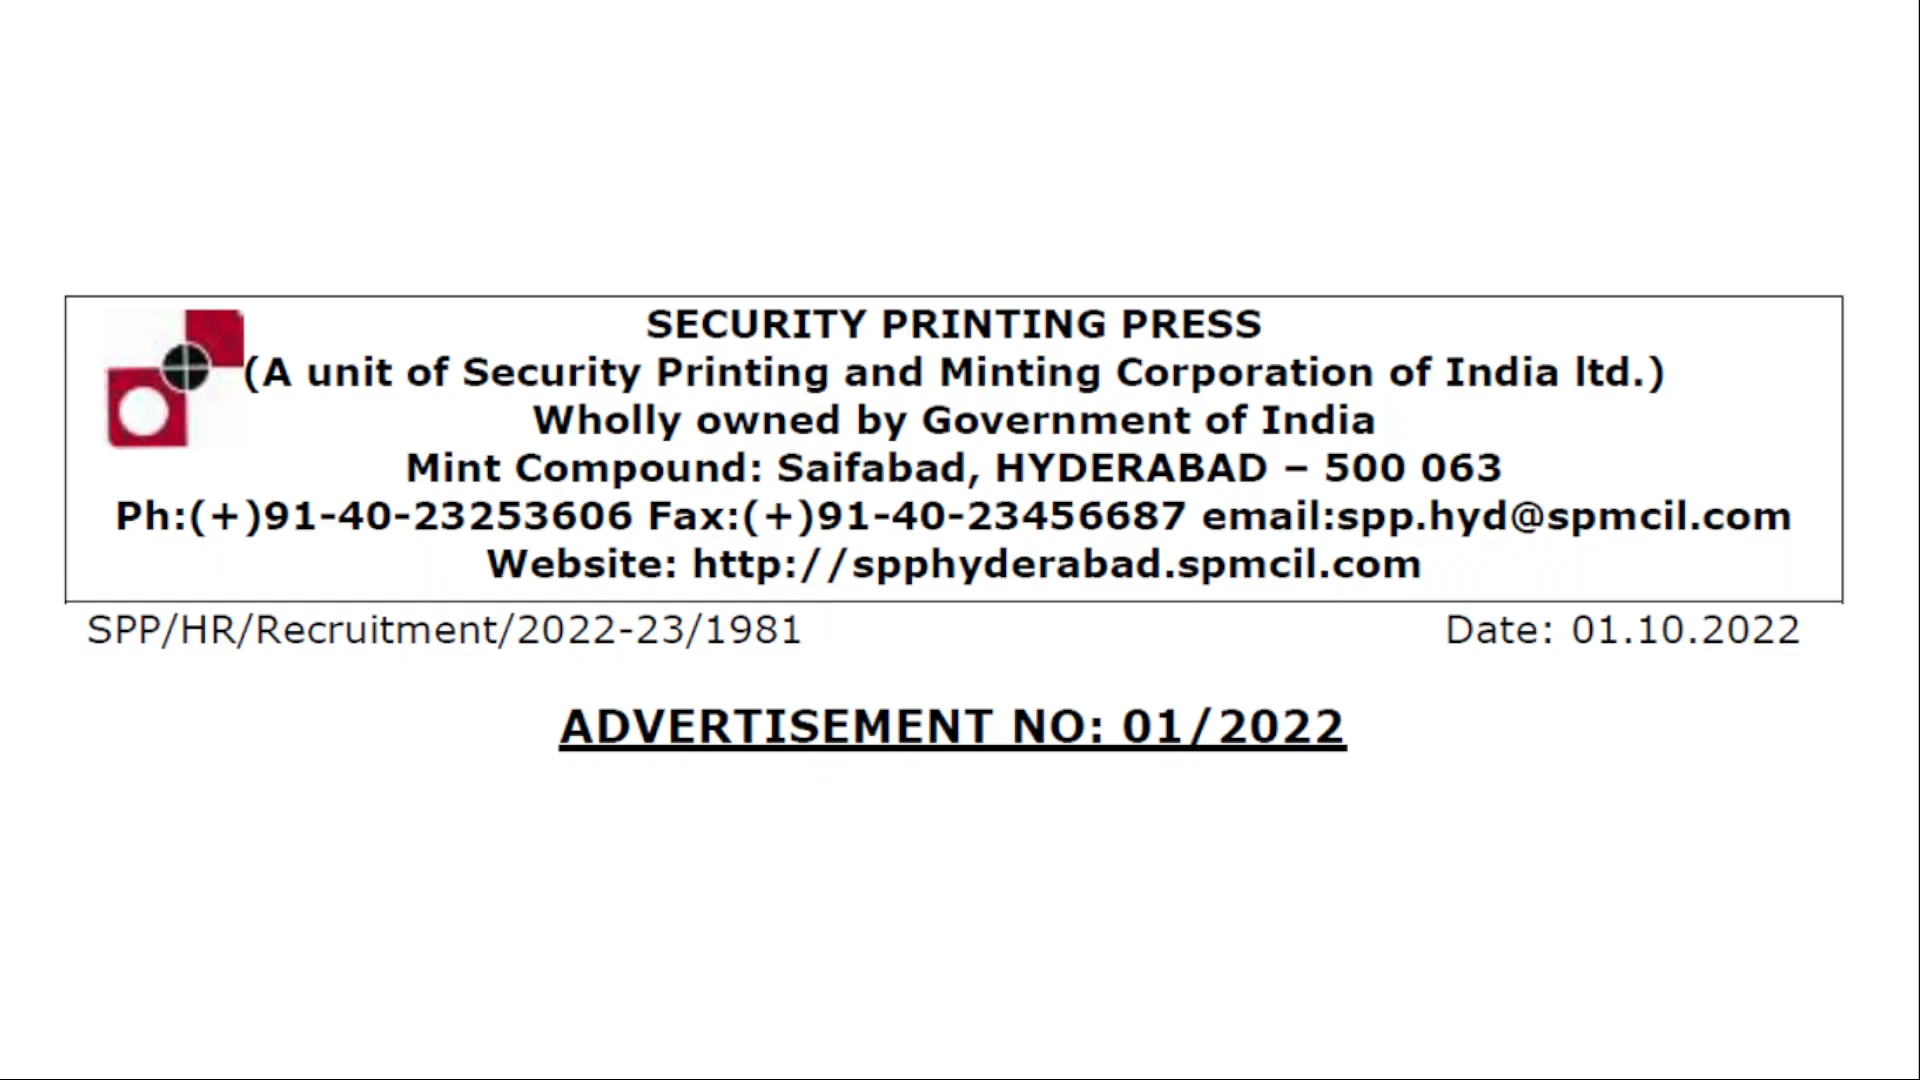 SECURITY PRINTING PRESS
(A unit of Security Printing and Minting Corporation of India ltd.)
Wholly owned by Government of India
Mint Compound: Saifabad, HYDERABAD – 500 063
Ph:(+)91-40-23253606 Fax:(+)91-40-23456687 email:spp.hyd@spmcil.com
Website: http://spphyderabad.spmcil.com
SPP/HR/Recruitment/2022-23/1981 Date: 01.10.2022
ADVERTISEMENT NO: 01/2022